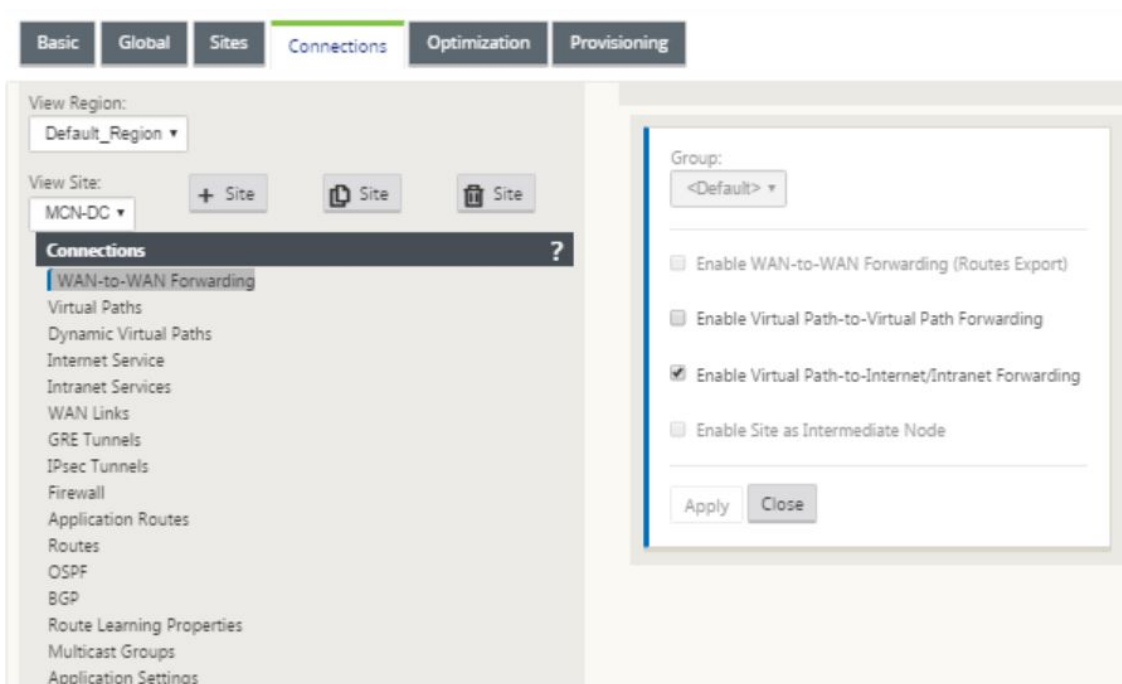 Basic Global Sites Connections Optimization Provisioning
View Region:
Default_Region
View Site:
MCN-DC
+ Site Site Site
Connections ?
WAN-to-WAN Forwarding
Virtual Paths
Dynamic Virtual Paths
Internet Service
Intranet Services
WAN Links
GRE Tunnels
IPsec Tunnels
Firewall
Application Routes
Routes
OSPF
BGP
Route Learning Properties
Multicast Groups
Application Settings
Group:
<Default>
Enable WAN-to-WAN Forwarding (Routes Export)
Enable Virtual Path-to-Virtual Path Forwarding
Enable Virtual Path-to-Internet/Intranet Forwarding
Enable Site as Intermediate Node
Apply Close